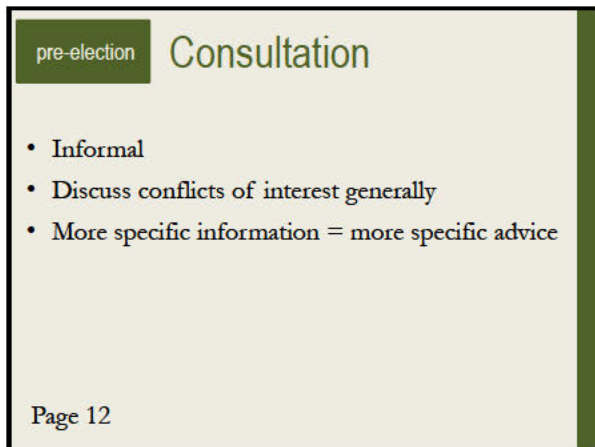 pre-election
Consultation
• Informal
• Discuss conflicts of interest generally
• More specific information = more specific advice
Page 12